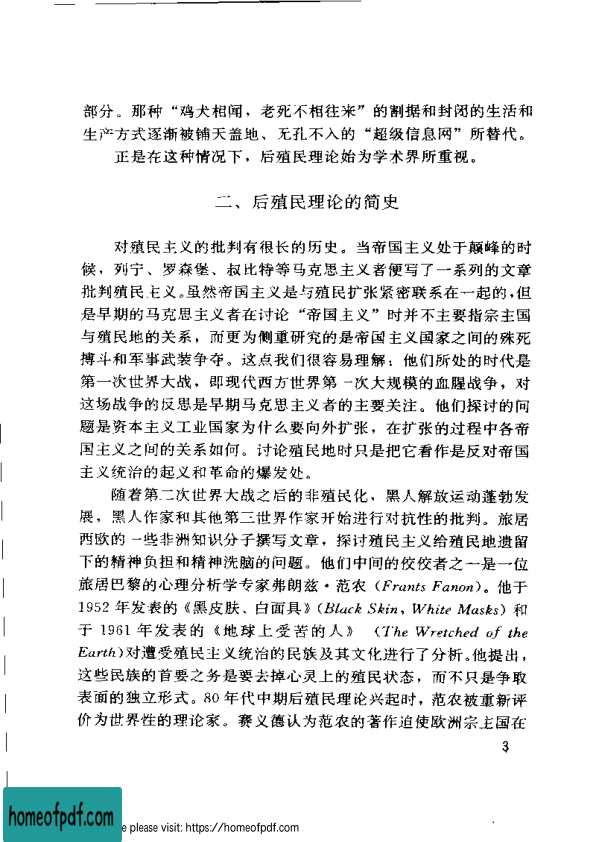 部分。那种“鸡犬相闻，老死不相往来”的割据和封闭的生活和
生产方式逐渐被铺天盖地、无孔不入的“超级信息网”所替代。
正是在这种情况下，后殖民理论始为学术界所重视。
二、后殖民理论的简史
对殖民主义的批判有很长的历史。当帝国主义处于颠峰的时
候，列宁、罗森堡、叔比特等马克思主义者便写了一系列的文章
批判殖民主义。虽然帝国主义是与殖民扩张紧密联系在一起的，但
是早期的马克思主义者在讨论“帝国主义”时并不主要指宗主国
与殖民地的关系，而更为侧重研究的是帝国主义国家之间的殊死
搏斗和军事武装争夺。这点我们很容易理解：他们所处的时代是
第一次世界大战，即现代西方世界第一次大规模的血腥战争，对
这场战争的反思是早期马克思主义者的主要关注。他们探讨的问
题是资本主义工业国家为什么要向外扩张，在扩张的过程中各帝
国主义之间的关系如何。讨论殖民地时只是把它看作是反对帝国
主义统治的起义和革命的爆发处。
随着第二次世界大战之后的非殖民化，黑人解放运动蓬勃发
展，黑人作家和其他第三世界作家开始进行对抗性的批判。旅居
西欧的一些非洲知识分子撰写文章，探讨殖民主义给殖民地遗留
下的精神负担和精神洗脑的问题。他们中间的佼佼者之一是一位
旅居巴黎的心理分析学专家弗朗兹·范农（Frants Fanon）。他于
1952 年发表的《黑皮肤、白面具》（Black Skin, White Masks）和
于 1961 年发表的《地球上受苦的人》 （The Wretched of the
Earth）对遭受殖民主义统治的民族及其文化进行了分析。他提出，
这些民族的首要之务是要去掉心灵上的殖民状态，而不只是争取
表面的独立形式。80 年代中期后殖民理论兴起时，范农被重新评
价为世界性的理论家。赛义德认为范农的著作迫使欧洲宗主国在
3
homeofpdf.com
e please visit: https://homeofpdf.com